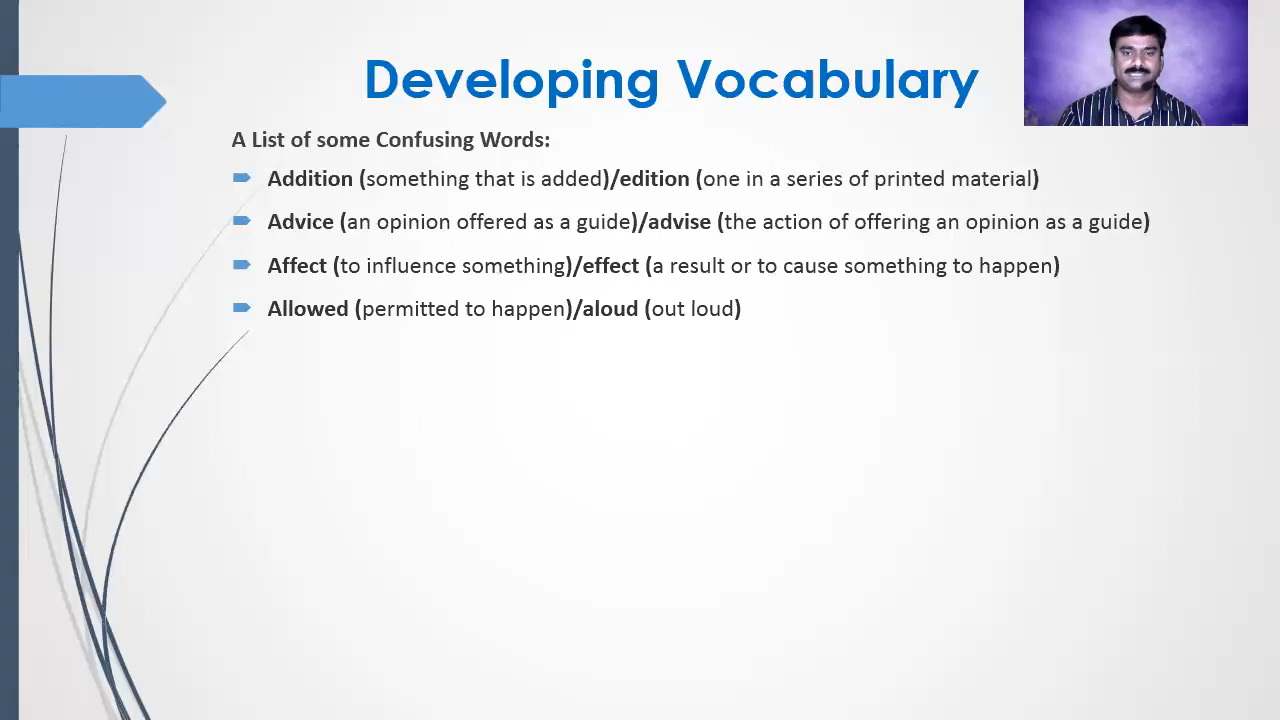 Developing Vocabulary
A List of some Confusing Words:
Addition (something that is added)/edition (one in a series of printed material)
Advice (an opinion offered as a guide)/advise (the action of offering an opinion as a guide)
Affect (to influence something)/effect (a result or to cause something to happen)
Allowed (permitted to happen)/aloud (out loud)